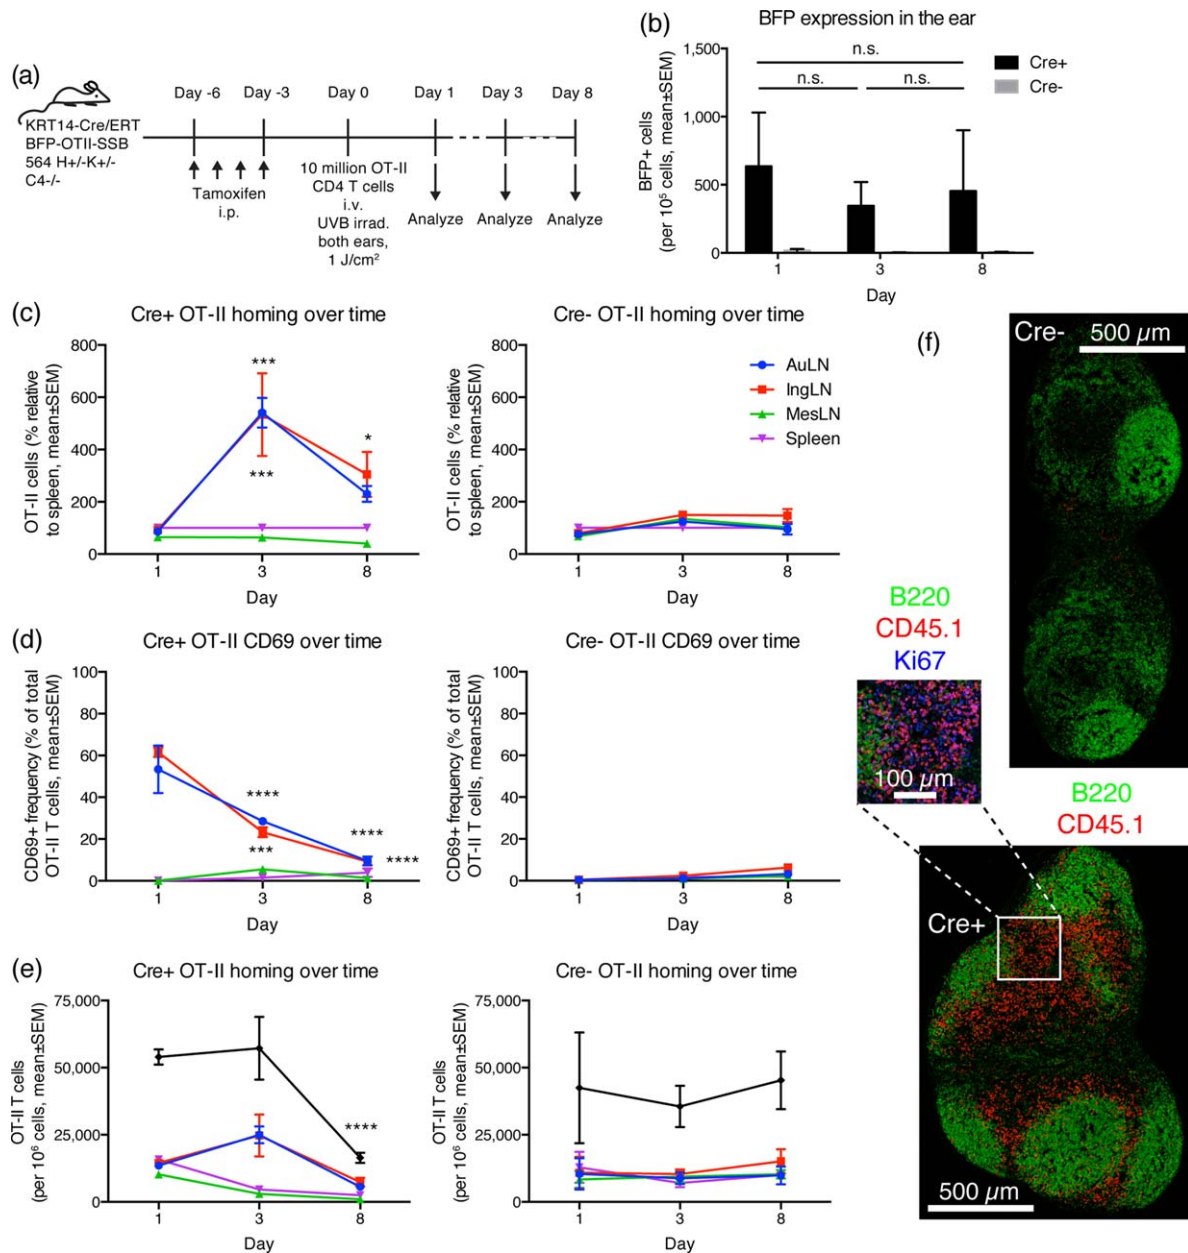 (a)
KRT14-Cre/ERT
BFP-OTII-SSB
564 H+/-K+/-
C4-/-
Day -6
Day -3
Day 0
Day 1
Day 3
Day 8
Tamoxifen
i.p.
10 million OT-II
CD4 T cells
i.v.
UVB irrad.
both ears,
1 J/cm²
Analyze
Analyze
Analyze
(b)
BFP expression in the ear
BFP+ cells
(per 10⁵ cells, mean±SEM)
1,500
1,000
500
0
n.s.
n.s.
n.s.
Cre+
Cre-
1
3
8
Day
(c)
Cre+ OT-II homing over time
OT-II cells (% relative
to spleen, mean±SEM)
800
600
400
200
0
***
***
*
1
3
8
Day
Cre- OT-II homing over time
OT-II cells (% relative
to spleen, mean±SEM)
800
600
400
200
0
AuLN
IngLN
MesLN
Spleen
1
3
8
Day
(d)
Cre+ OT-II CD69 over time
CD69+ frequency (% of total
OT-II T cells, mean±SEM)
100
80
60
40
20
0
****
***
****
****
1
3
8
Day
Cre- OT-II CD69 over time
CD69+ frequency (% of total
OT-II T cells, mean±SEM)
100
80
60
40
20
0
1
3
8
Day
(e)
Cre+ OT-II homing over time
OT-II T cells
(per 10⁶ cells, mean±SEM)
75,000
50,000
25,000
0
****
1
3
8
Day
Cre- OT-II homing over time
OT-II T cells
(per 10⁶ cells, mean±SEM)
75,000
50,000
25,000
0
1
3
8
Day
(f)
Cre-
500 µm
B220
CD45.1
Ki67
100 µm
B220
CD45.1
Cre+
500 µm